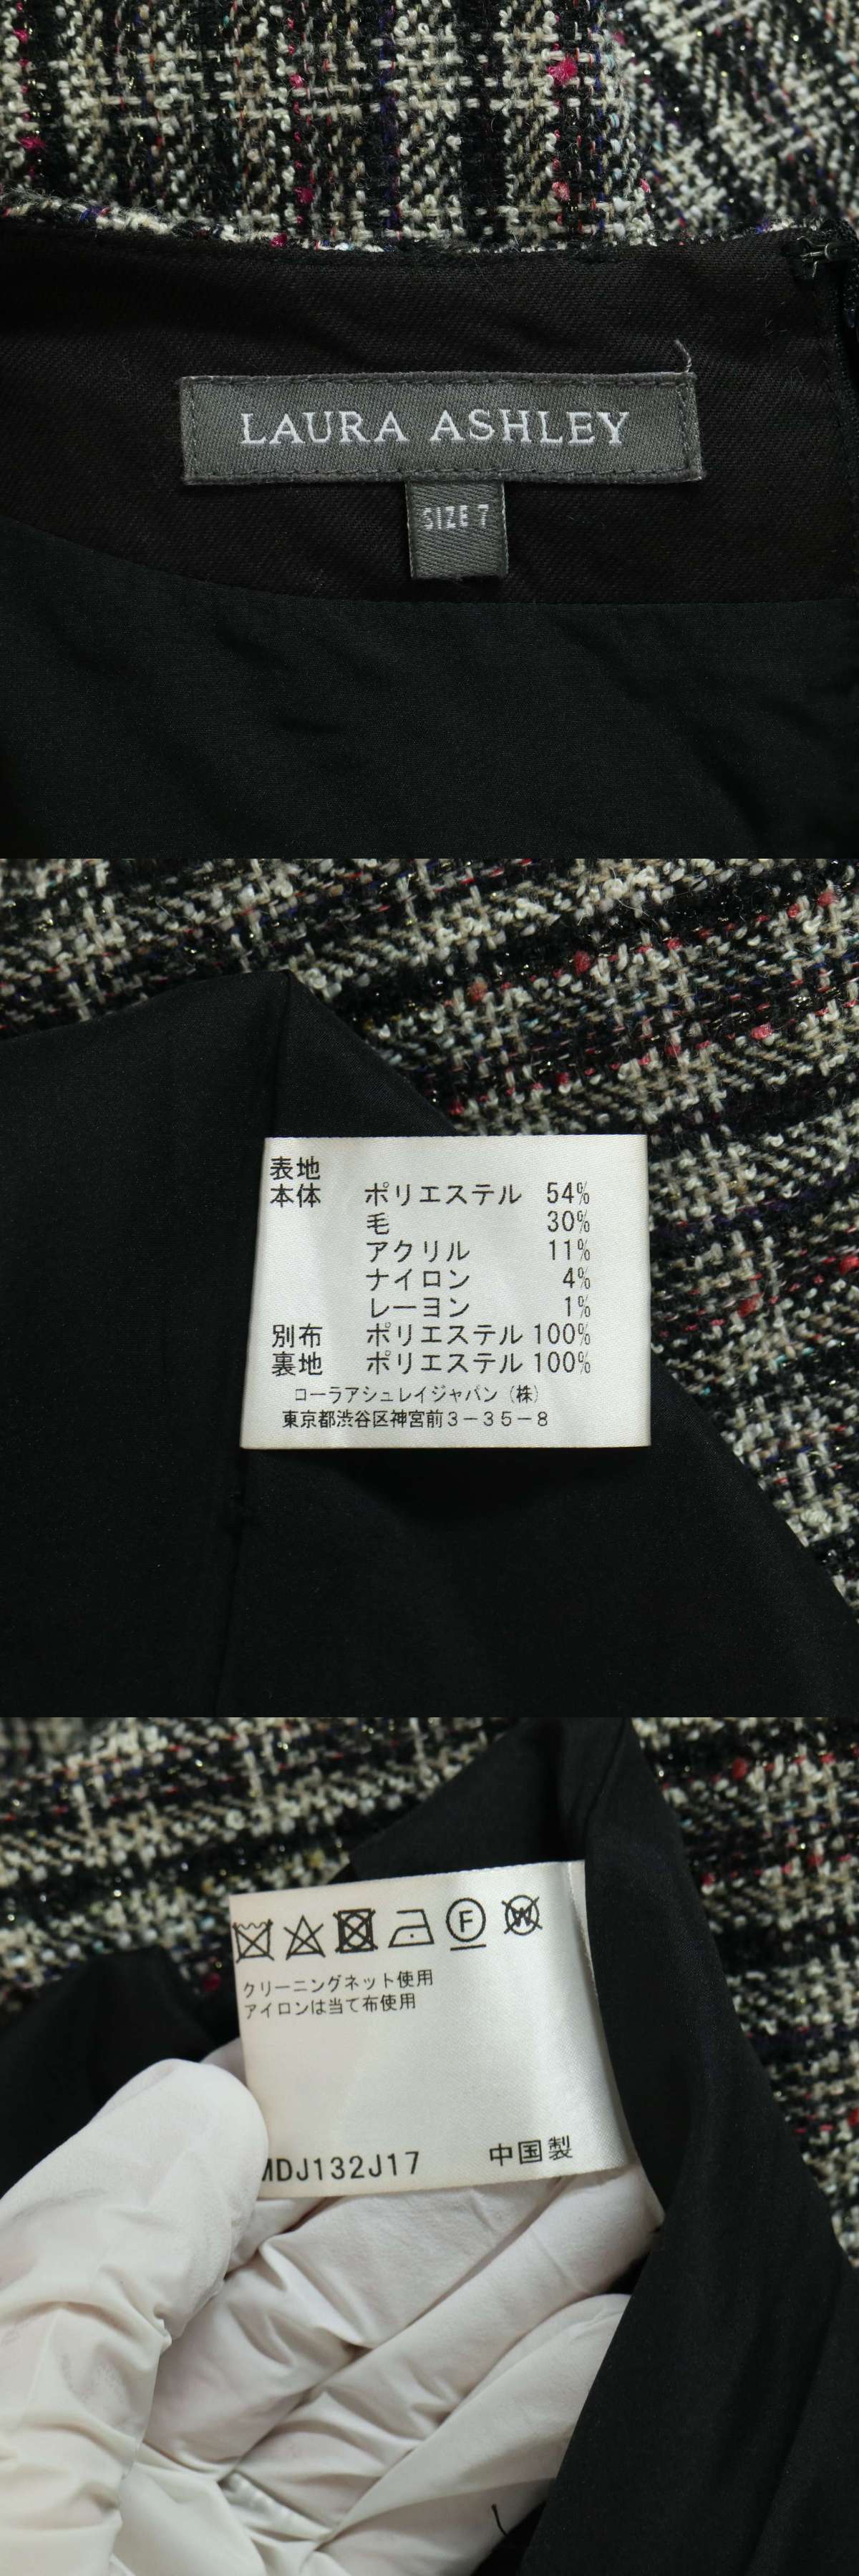 LAURA ASHLEY
SIZE 7
表地
本体 ポリエステル 54%
毛 30%
アクリル 11%
ナイロン 4%
レーヨン 1%
別布 ポリエステル 100%
裏地 ポリエステル 100%
ローラアシュレイジャパン(株)
東京都渋谷区神宮前3-35-8
F W
クリーニングネット使用
アイロンは当て布使用
MDJ132J17 中国製